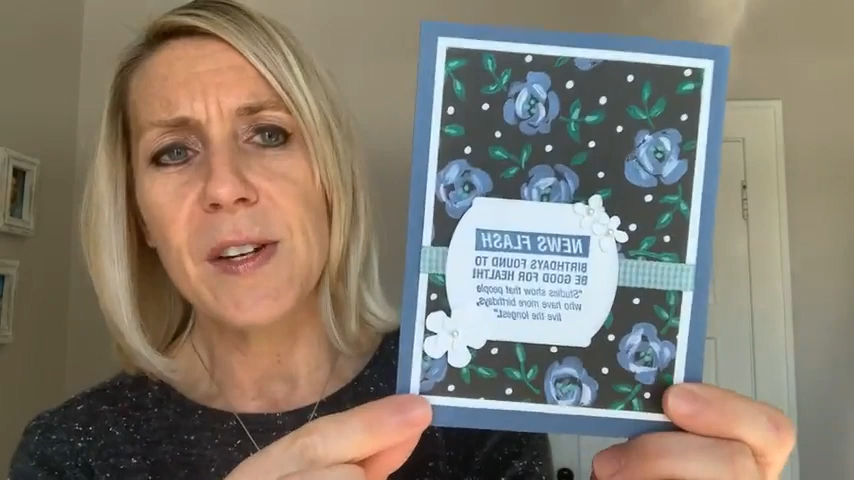 NEWS FLASH
BIRTHDAYS FOUND TO
BE GOOD FOR HEALTH!
"Studies show that people
who have more birthdays,
live the longest."